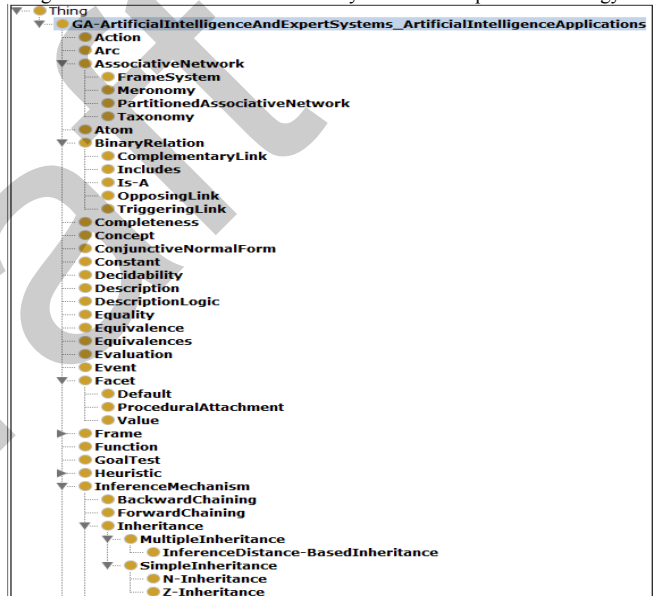 Thing
GA-ArtificialIntelligenceAndExpertSystems_ArtificialIntelligenceApplications
Action
Arc
AssociativeNetwork
FrameSystem
Meronomy
PartitionedAssociativeNetwork
Taxonomy
Atom
BinaryRelation
ComplementaryLink
Includes
Is-A
OpposingLink
TriggeringLink
Completeness
Concept
ConjunctiveNormalForm
Constant
Decidability
Description
DescriptionLogic
Equality
Equivalence
Equivalences
Evaluation
Event
Facet
Default
ProceduralAttachment
Value
Frame
Function
GoalTest
Heuristic
InferenceMechanism
BackwardChaining
ForwardChaining
Inheritance
MultipleInheritance
InferenceDistance-BasedInheritance
SimpleInheritance
N-Inheritance
Z-Inheritance